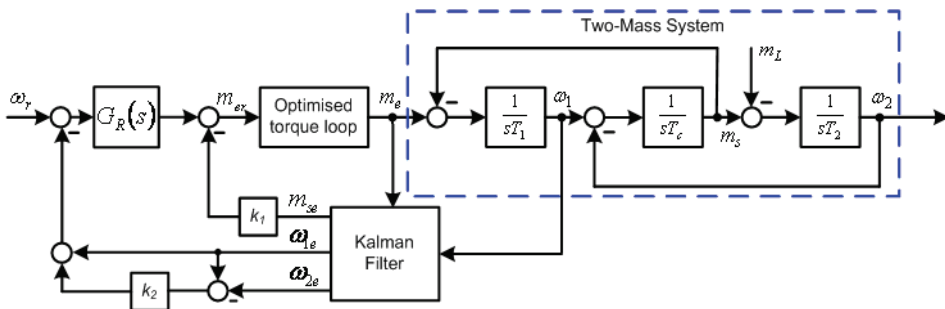 Two-Mass System
m_L
ω_r
G_R(s)
m_er
Optimised
torque loop
m_e
1
sT_1
ω_1
1
sT_c
m_s
1
sT_2
ω_2
k_1
m_se
ω_1e
Kalman
Filter
k_2
ω_2e